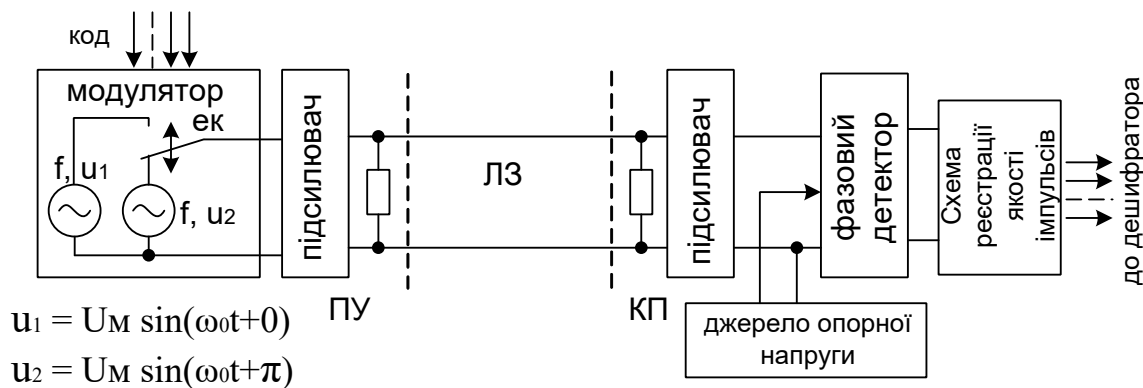 код
модулятор
ек
f, u1
f, u2
підсилювач
ЛЗ
підсилювач
фазовий
детектор
Схема
реєстрації
якості
імпульсів
до дешифратора
ПУ
КП
джерело опорної
напруги
u1 = Uм sin(ω0t+0)
u2 = Uм sin(ω0t+π)